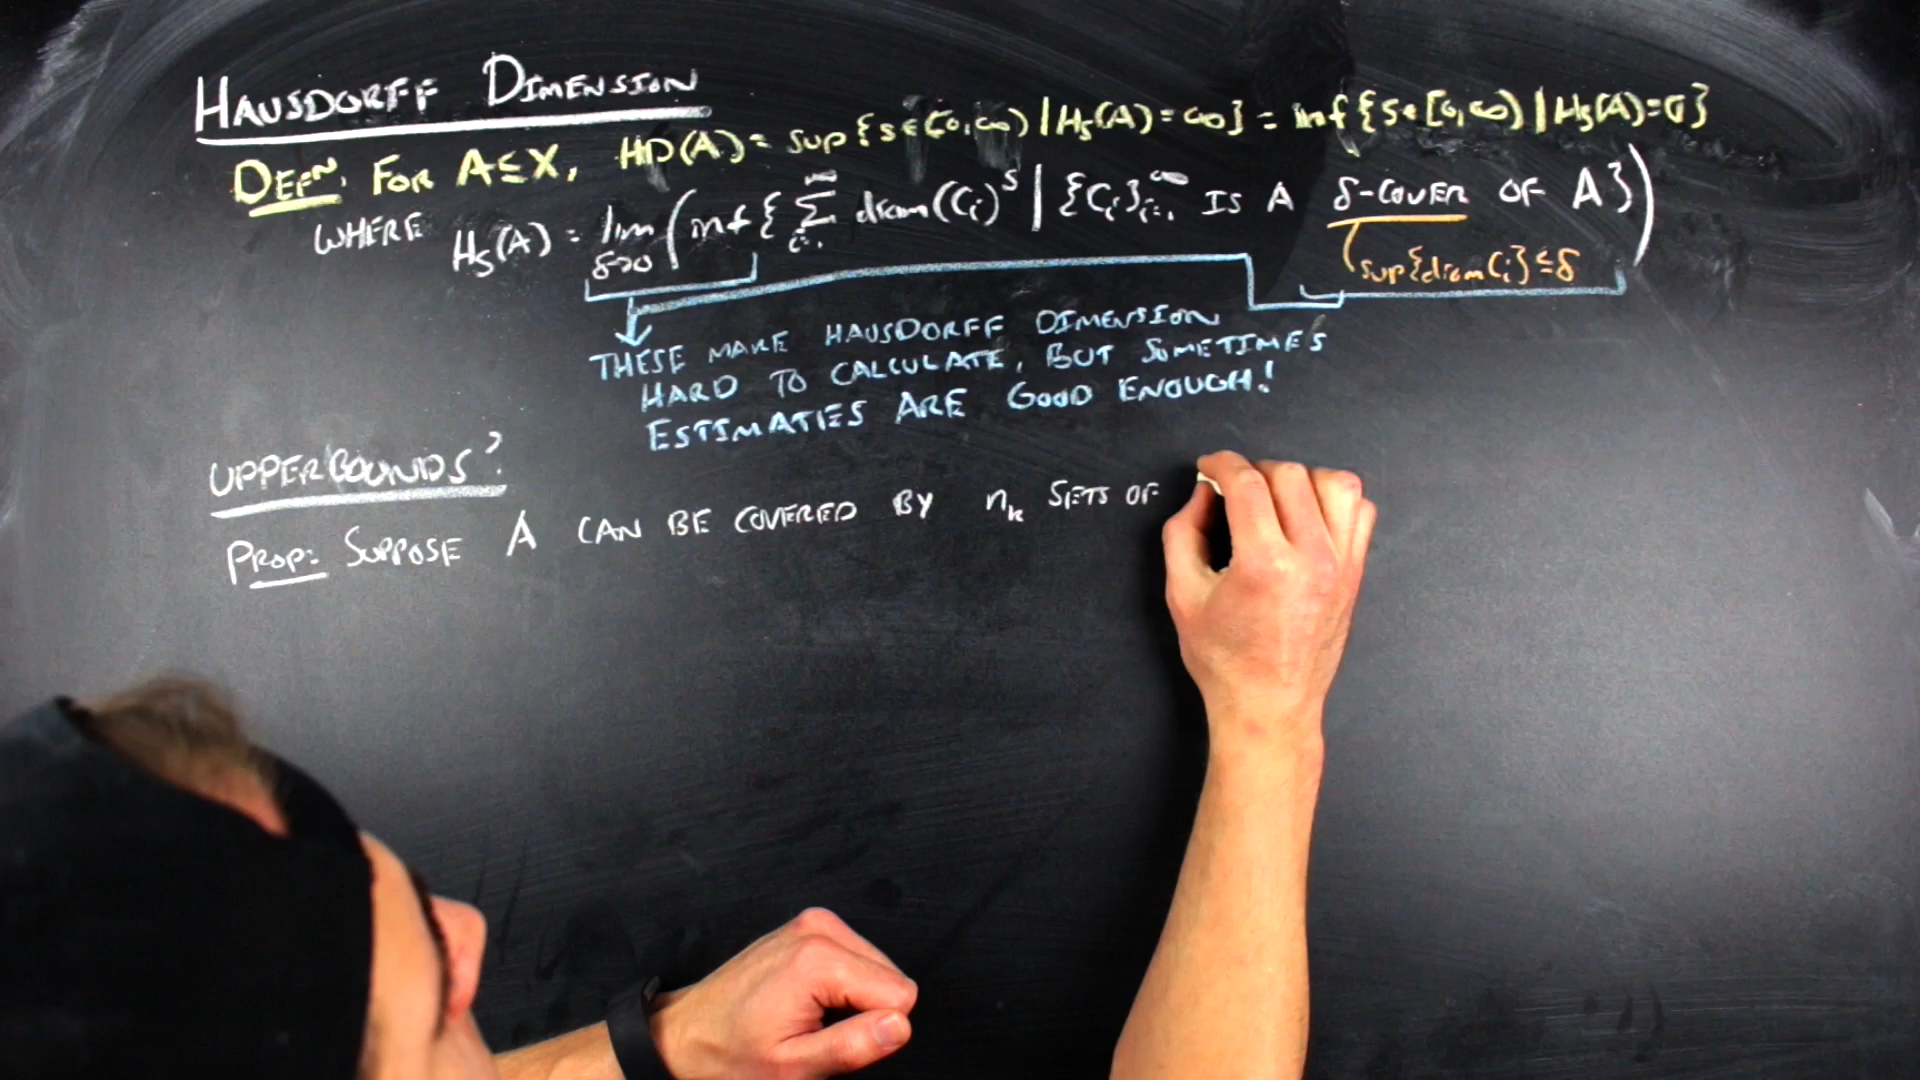 HAUSDORFF DIMENSION
DEFN. FOR A⊆X, HD(A) = sup{s∈[0,∞) | Hs(A)=∞} = inf{s∈[0,∞) | Hs(A)=0}
WHERE Hs(A) = lim δ→0 (inf{ ∞ Σ i=1 diam(Ci)^s | {Ci}∞i=1 IS A δ-COVER OF A})
sup{diam Ci} ≤ δ
THESE MAKE HAUSDORFF DIMENSION
HARD TO CALCULATE, BUT SOMETIMES
ESTIMATIES ARE GOOD ENOUGH!
UPPER BOUNDS?
PROP: SUPPOSE A CAN BE COVERED BY nk SETS OF